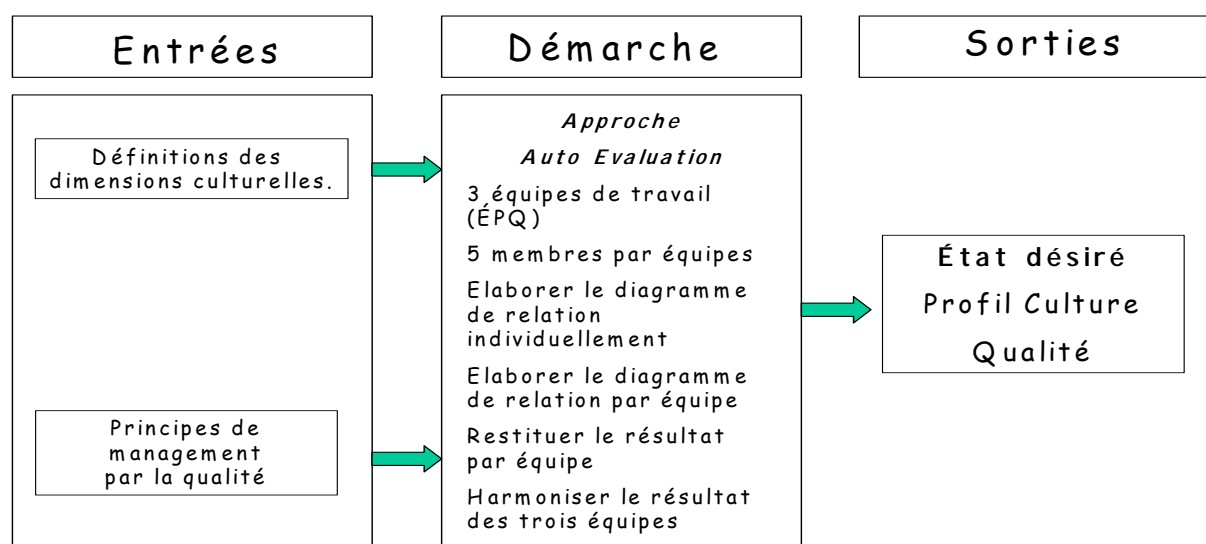 Entrées
Démarche
Sorties
Définitions des
dimensions culturelles.
Principes de
management
par la qualité
Approche
Auto Evaluation
3 équipes de travail
(ÉPQ)
5 membres par équipes
Elaborer le diagramme
de relation
individuellement
Elaborer le diagramme
de relation par équipe
Restituer le résultat
par équipe
Harmoniser le résultat
des trois équipes
État désiré
Profil Culture
Qualité